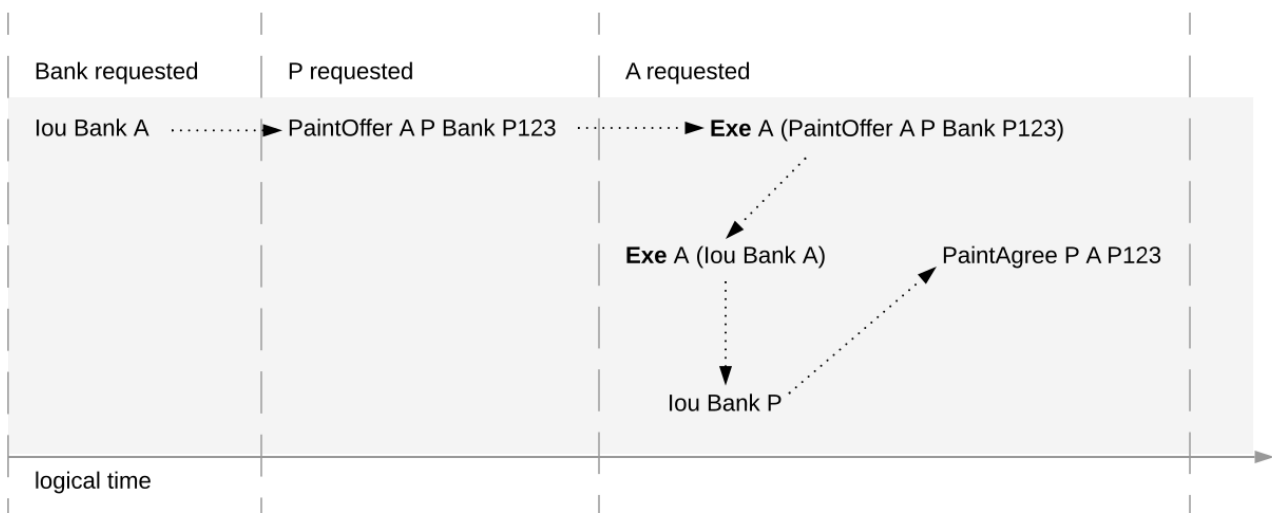 Bank requested
P requested
A requested
Iou Bank A
PaintOffer A P Bank P123
Exe A (PaintOffer A P Bank P123)
Exe A (Iou Bank A)
PaintAgree P A P123
Iou Bank P
logical time